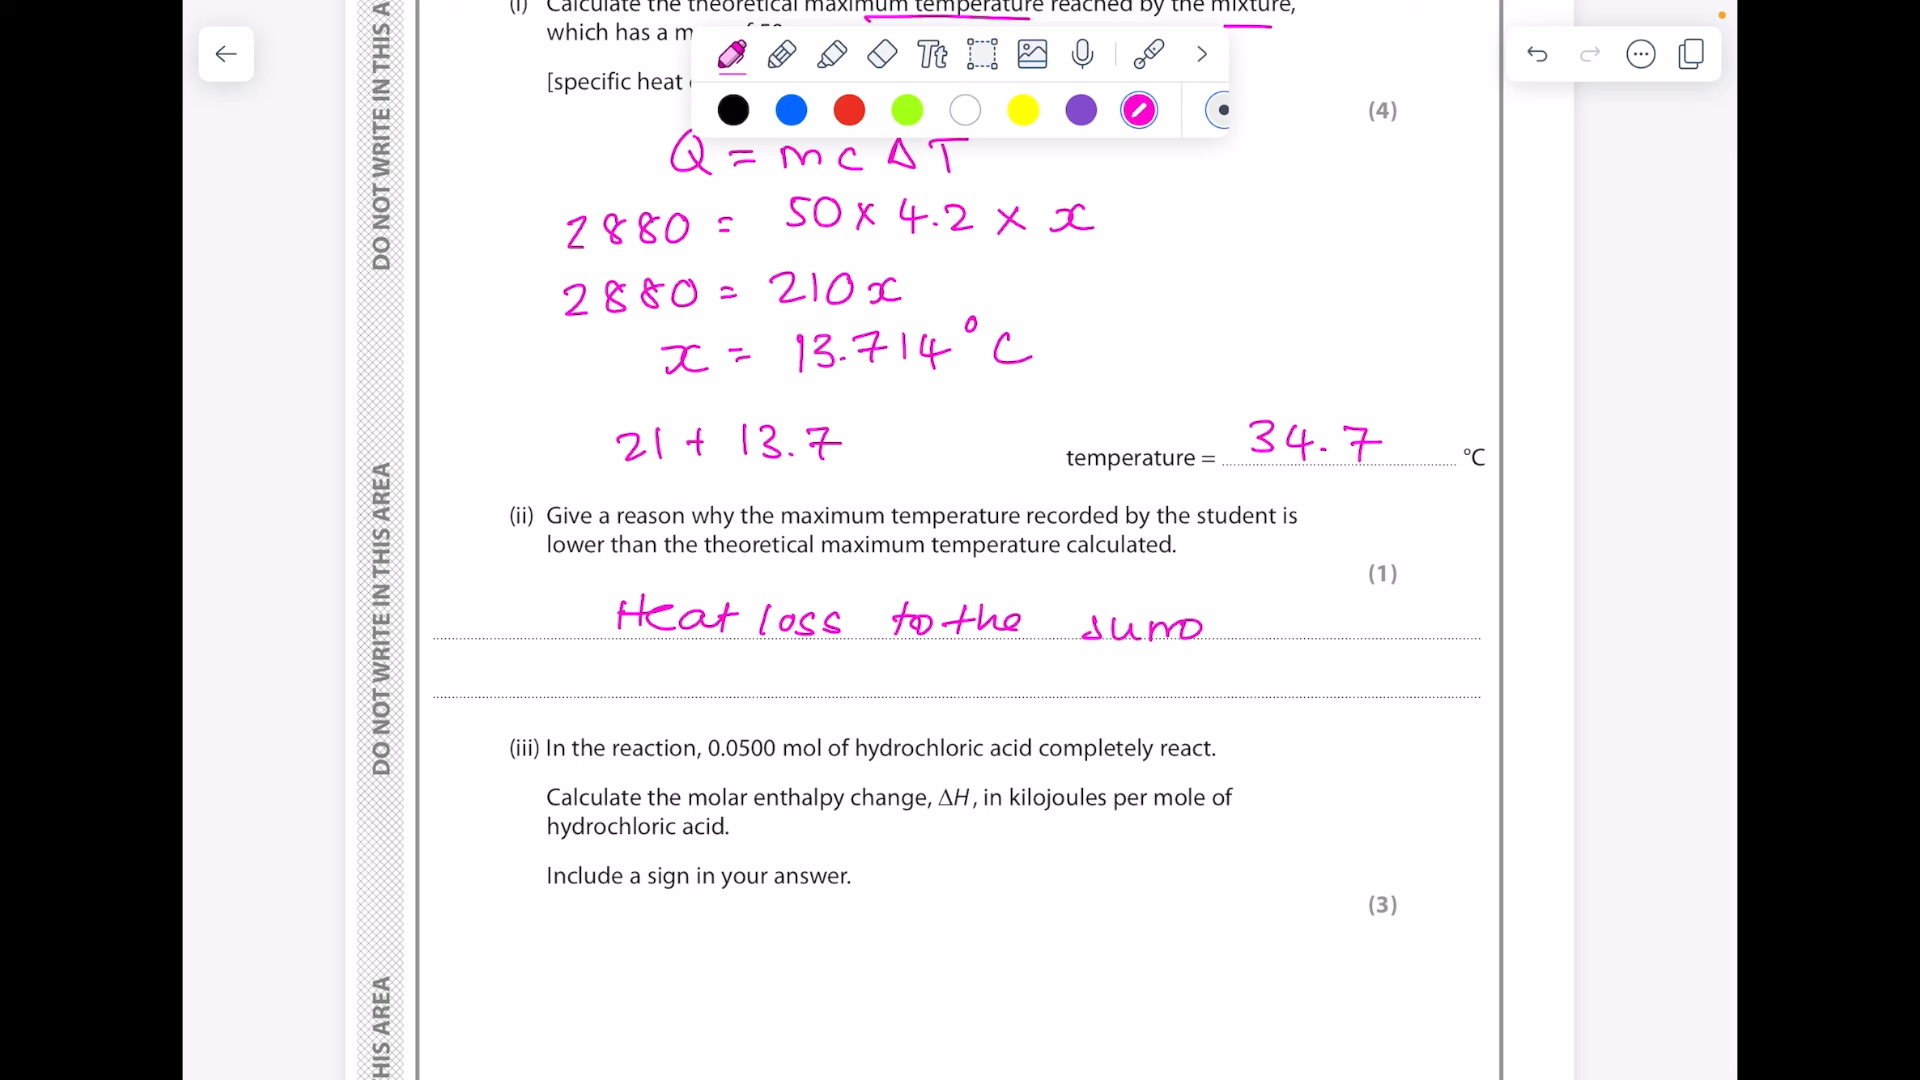 (i) Calculate the theoretical maximum temperature reached by the mixture,
which has a m
[specific heat
Tt
(4)
Q = mc ΔT
2880 = 50 × 4.2 × x
2880 = 210x
x = 13.714°C
21 + 13.7
temperature = 34.7 °C
(ii) Give a reason why the maximum temperature recorded by the student is
lower than the theoretical maximum temperature calculated.
(1)
Heat loss to the surro
(iii) In the reaction, 0.0500 mol of hydrochloric acid completely react.
Calculate the molar enthalpy change, ΔH, in kilojoules per mole of
hydrochloric acid.
Include a sign in your answer.
(3)
DO NOT WRITE IN THIS A
DO NOT WRITE IN THIS AREA
HIS AREA